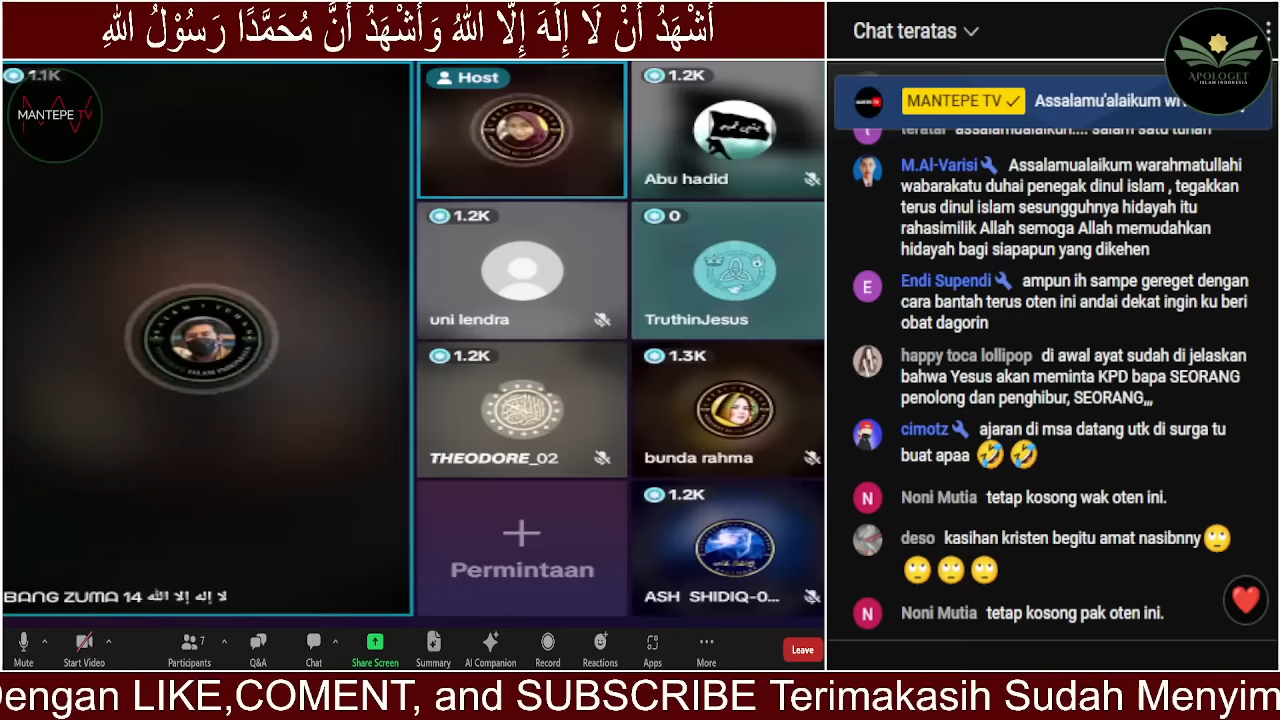 أَشْهَدُ أَنْ لَا إِلَهَ إِلَّا اللهُ وَأَشْهَدُ أَنَّ مُحَمَّدًا رَسُوْلُ اللهِ
1.1K
MANTEPE TV
BANG ZUMA 14 لا إله إلا الله
Host
1.2K
Abu hadid
1.2K
uni lendra
0
TruthinJesus
1.2K
THEODORE_02
1.3K
bunda rahma
Permintaan
1.2K
ASH SHIDIQ-0...
Mute
Start Video
Participants
7
Q&A
Chat
Share Screen
Summary
AI Companion
Record
Reactions
Apps
More
Leave
Chat teratas
APOLOGET
ISLAM INDONESIA
MANTEPE TV Assalamu'alaikum
teratai assalamualaikun.... salam satu tuhan
M.Al-Varisi Assalamualaikum warahmatullahi
wabarakatu duhai penegak dinul islam , tegakkan
terus dinul islam sesungguhnya hidayah itu
rahasimilik Allah semoga Allah memudahkan
hidayah bagi siapapun yang dikehen
E
Endi Supendi ampun ih sampe gereget dengan
cara bantah terus oten ini andai dekat ingin ku beri
obat dagorin
happy toca lollipop di awal ayat sudah di jelaskan
bahwa Yesus akan meminta KPD bapa SEORANG
penolong dan penghibur, SEORANG,,,
cimotz ajaran di msa datang utk di surga tu
buat apaa 🤣 🤣
N
Noni Mutia tetap kosong wak oten ini.
deso kasihan kristen begitu amat nasibnny🙄
🙄🙄🙄
N
Noni Mutia tetap kosong pak oten ini.
Dengan LIKE,COMENT, and SUBSCRIBE Terimakasih Sudah Menyim